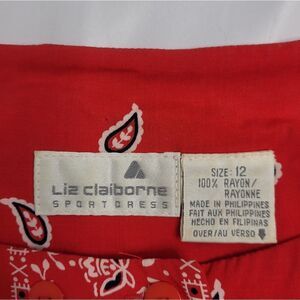 Liz claiborne
SPORTDRESS
SIZE: 12
100% RAYON/
RAYONNE
MADE IN PHILIPPINES
FAIT AUX PHILIPPINES
HECHO EN FILIPINAS
OVER/AU VERSO